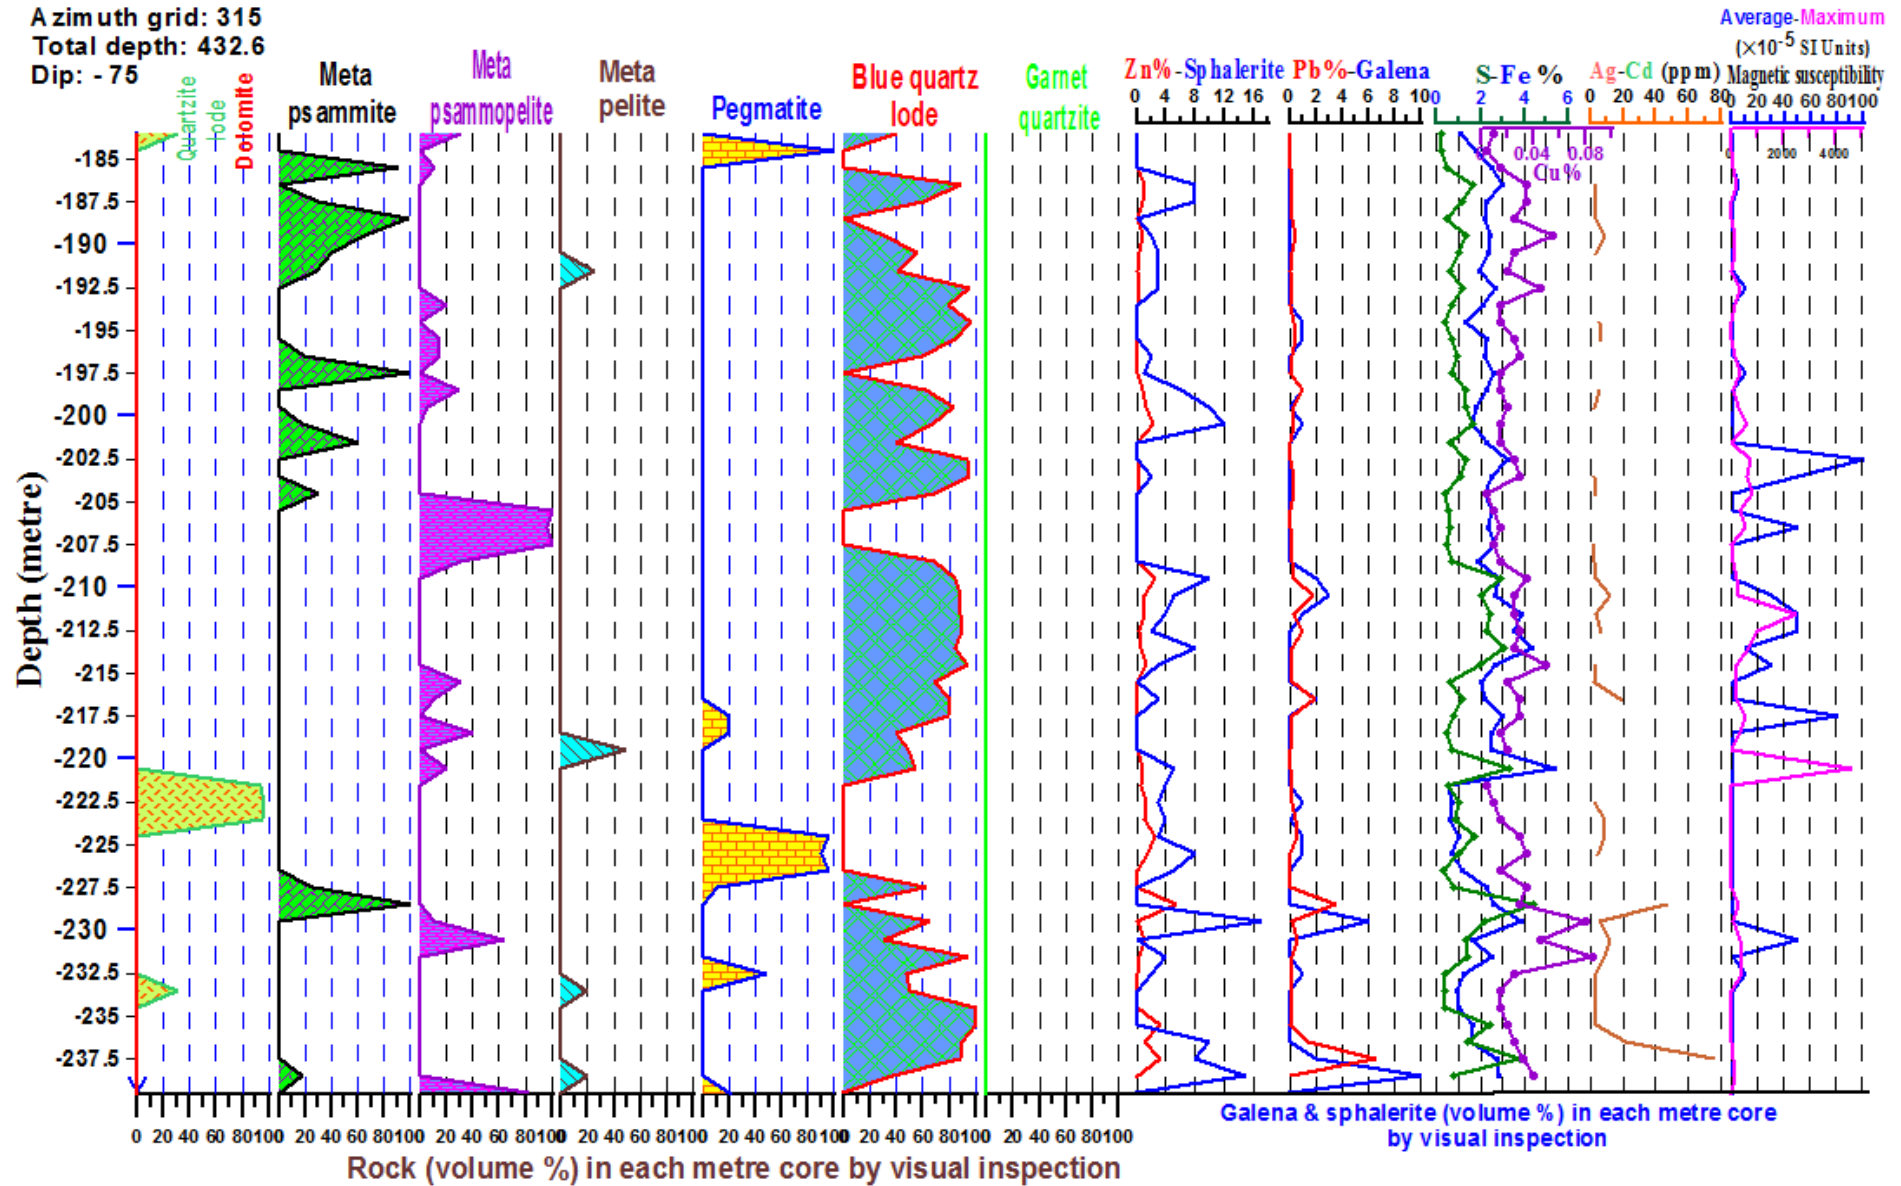 Azimuth grid: 315
Total depth: 432.6
Dip: -75
Quartzite
lode
Dolomite
Meta
psammite
Meta
psammopelite
Meta
pelite
Pegmatite
Blue quartz
lode
Garnet
quartzite
Zn%-Sphalerite
0 4 8 12 16
Pb%-Galena
0 2 4 6 8 10
S-Fe %
0 2 4 6
0.04 0.08
Cu%
Ag-Cd (ppm)
0 20 40 60 80
Average-Maximum
(×10-5 SI Units)
Magnetic susceptibility
0 20 40 60 80 100
0 2000 4000
Depth (metre)
-185
-187.5
-190
-192.5
-195
-197.5
-200
-202.5
-205
-207.5
-210
-212.5
-215
-217.5
-220
-222.5
-225
-227.5
-230
-232.5
-235
-237.5
0 20 40 60 80 100 20 40 60 80 100 20 40 60 80 100 0 20 40 60 80 100 20 40 60 80 100 0 20 40 60 80 100 20 40 60 80 100
Rock (volume %) in each metre core by visual inspection
Galena & sphalerite (volume %) in each metre core
by visual inspection